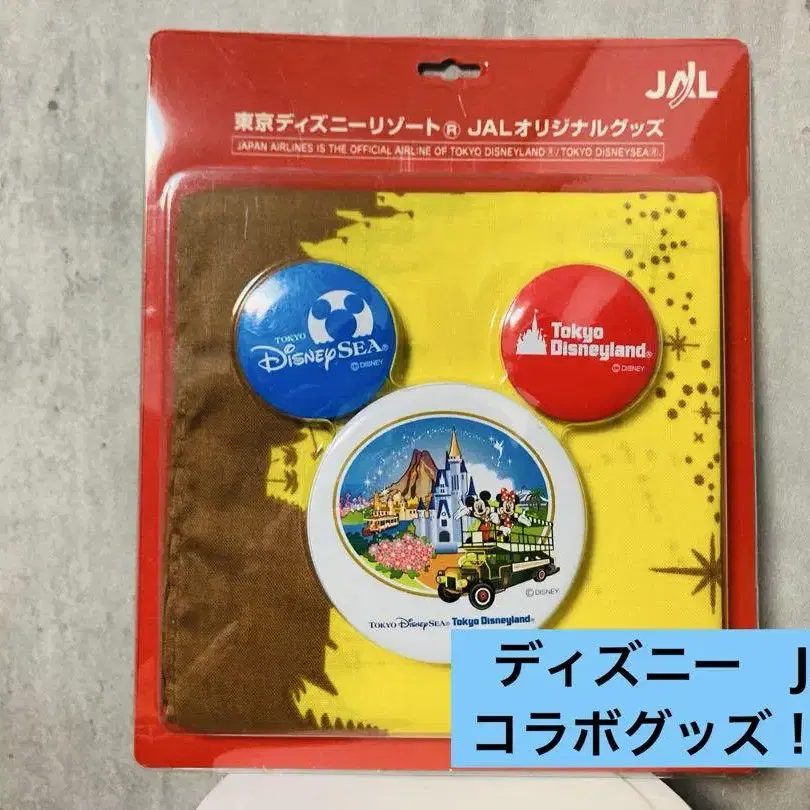 JAL
東京ディズニーリゾート® JALオリジナルグッズ
JAPAN AIRLINES IS THE OFFICIAL AIRLINE OF TOKYO DISNEYLAND®/TOKYO DISNEYSEA®.
TOKYO
DISNEYSEA®
©DISNEY
Tokyo
Disneyland®
©DISNEY
©DISNEY
TOKYO DISNEYSEA® Tokyo Disneyland®
ディズニー J
コラボグッズ！